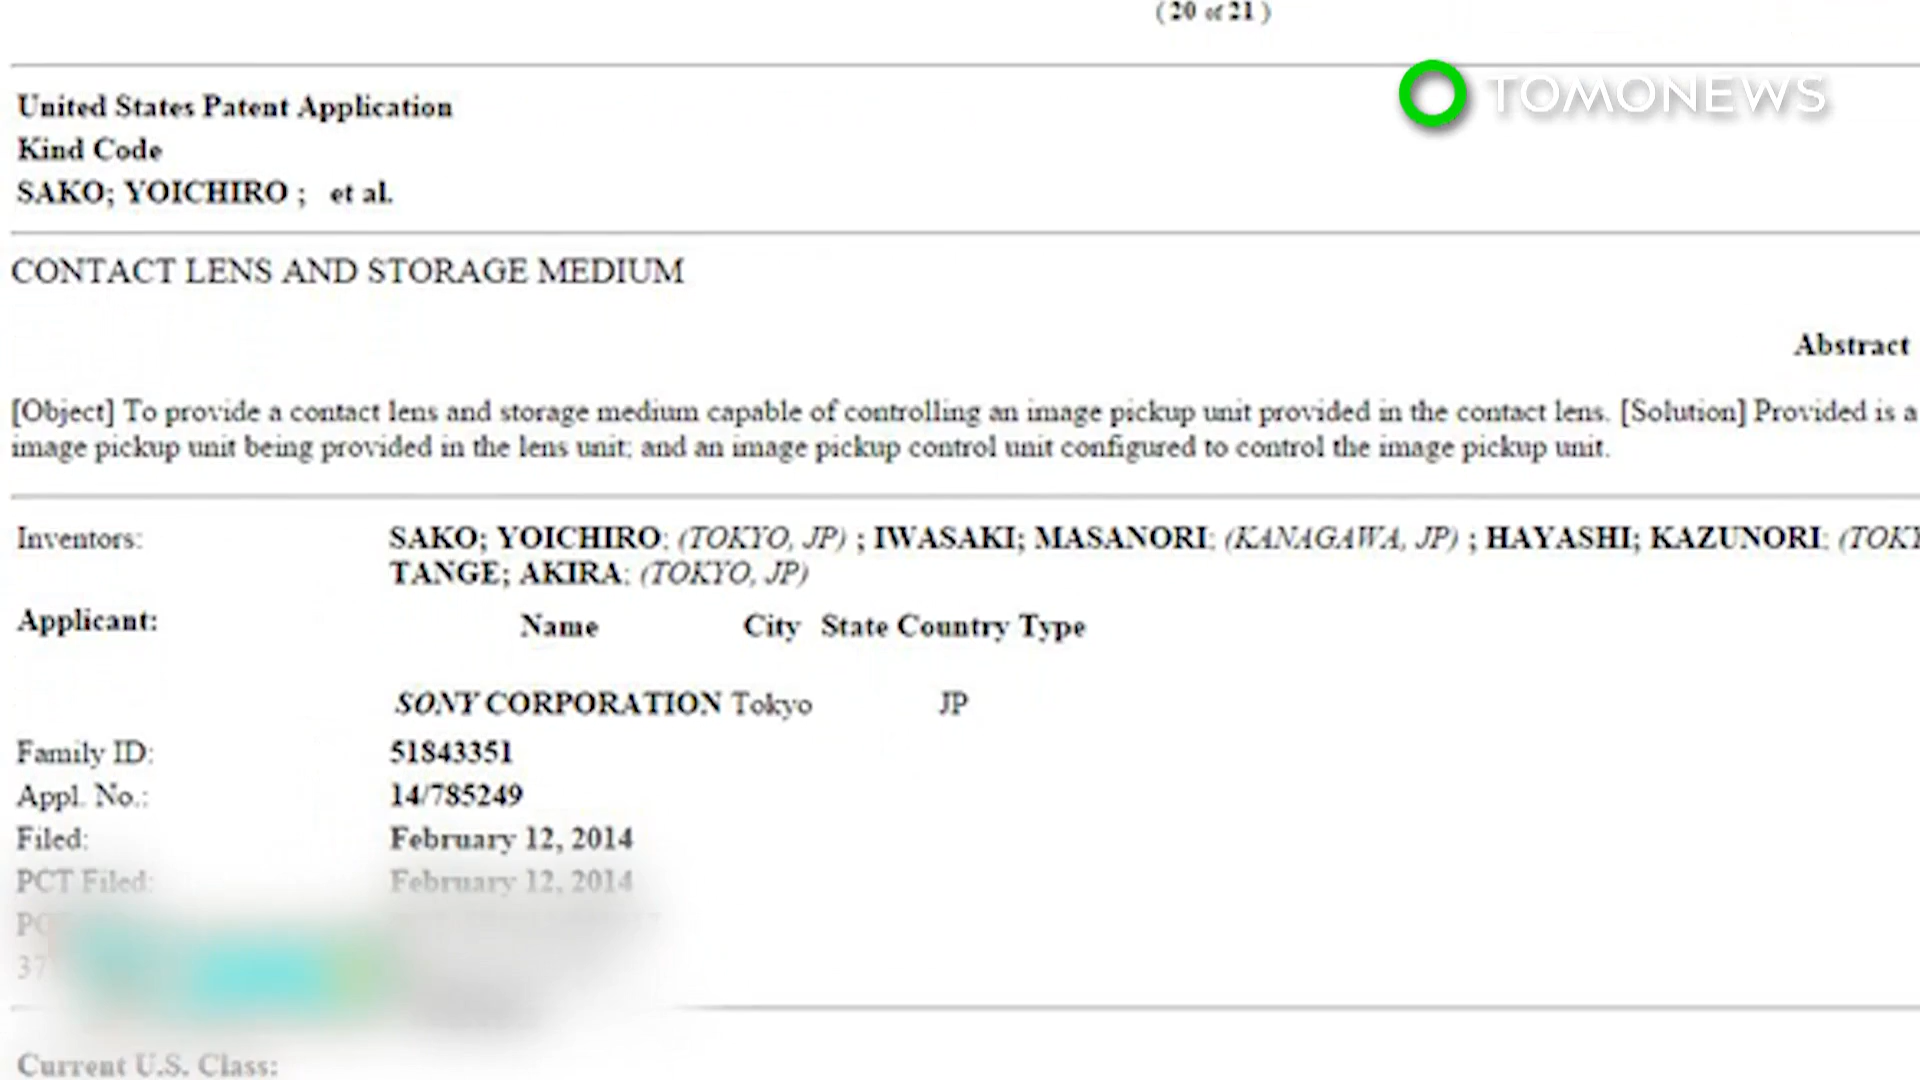 ( 20 of 21 )
TOMONEWS
United States Patent Application
Kind Code
SAKO; YOICHIRO ; et al.
CONTACT LENS AND STORAGE MEDIUM
Abstract
[Object] To provide a contact lens and storage medium capable of controlling an image pickup unit provided in the contact lens. [Solution] Provided is a
image pickup unit being provided in the lens unit; and an image pickup control unit configured to control the image pickup unit.
Inventors: SAKO; YOICHIRO; (TOKYO, JP) ; IWASAKI; MASANORI; (KANAGAWA, JP) ; HAYASHI; KAZUNORI; (TOKY
TANGE; AKIRA; (TOKYO, JP)
Applicant: Name City State Country Type
SONY CORPORATION Tokyo JP
Family ID: 51843351
Appl. No.: 14/785249
Filed: February 12, 2014
PCT Filed: February 12, 2014
PC
37
Current U.S. Class: